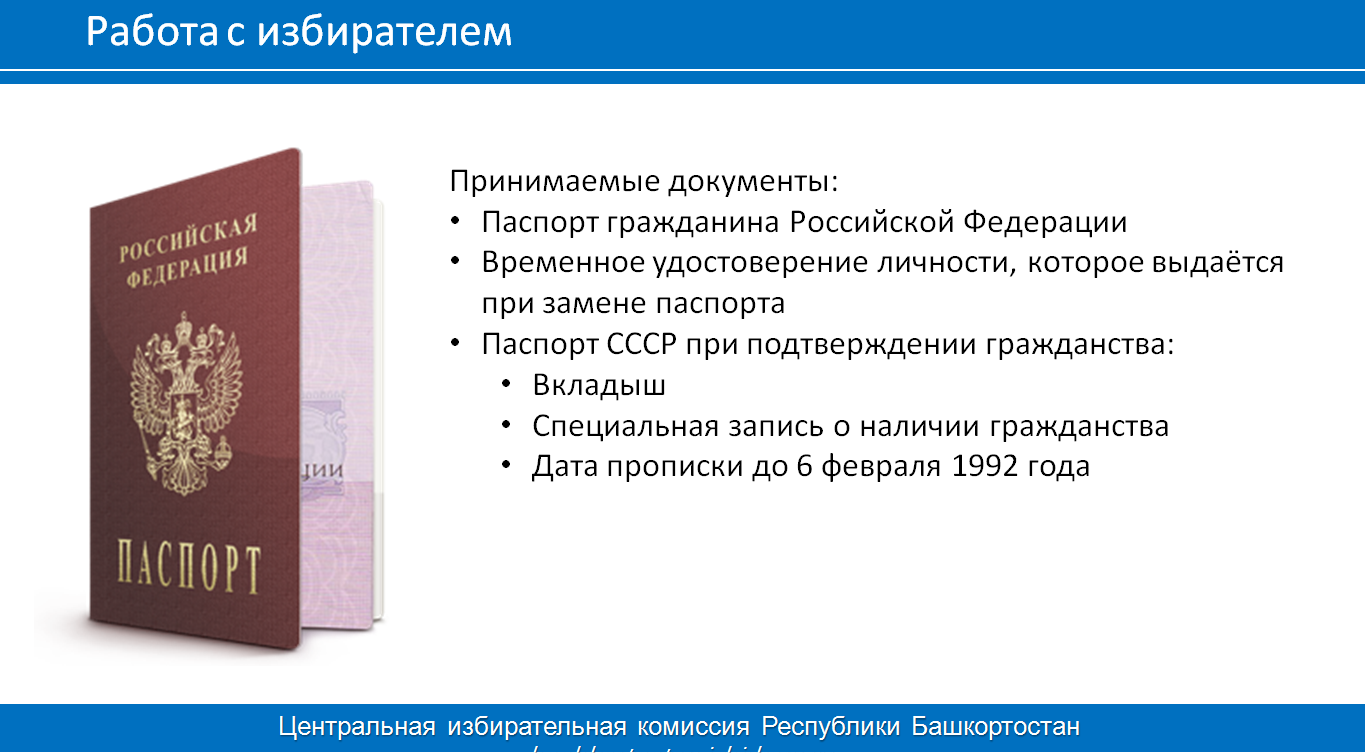 Работа с избирателем
РОССИЙСКАЯ
ФЕДЕРАЦИЯ
ПАСПОРТ
ции
Принимаемые документы:
• Паспорт гражданина Российской Федерации
• Временное удостоверение личности, которое выдаётся
при замене паспорта
• Паспорт СССР при подтверждении гражданства:
• Вкладыш
• Специальная запись о наличии гражданства
• Дата прописки до 6 февраля 1992 года
Центральная избирательная комиссия Республики Башкортостан